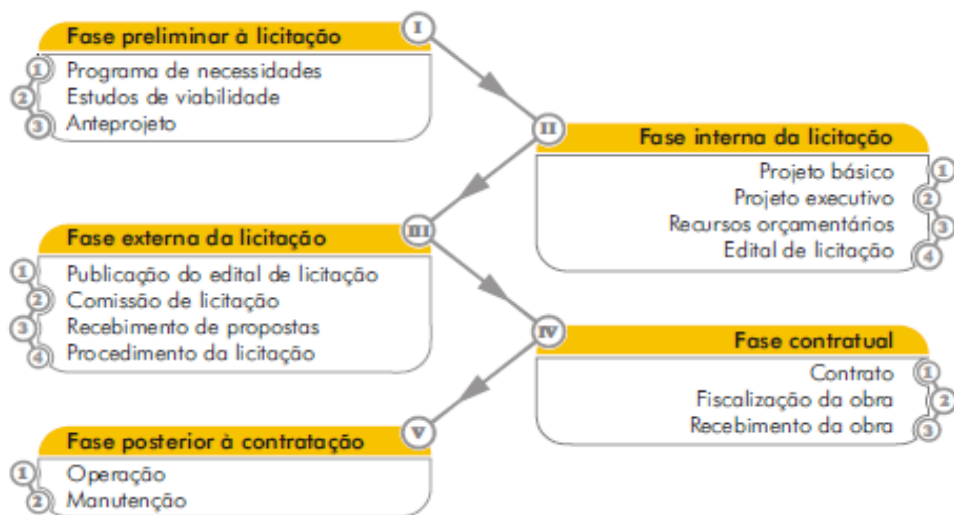 Fase preliminar à licitação
I
1 Programa de necessidades
2 Estudos de viabilidade
3 Anteprojeto
II
Fase interna da licitação
Projeto básico 1
Projeto executivo 2
Recursos orçamentários 3
Edital de licitação 4
Fase externa da licitação
III
1 Publicação do edital de licitação
2 Comissão de licitação
3 Recebimento de propostas
4 Procedimento da licitação
IV
Fase contratual
Contrato 1
Fiscalização da obra 2
Recebimento da obra 3
Fase posterior à contratação
V
1 Operação
2 Manutenção